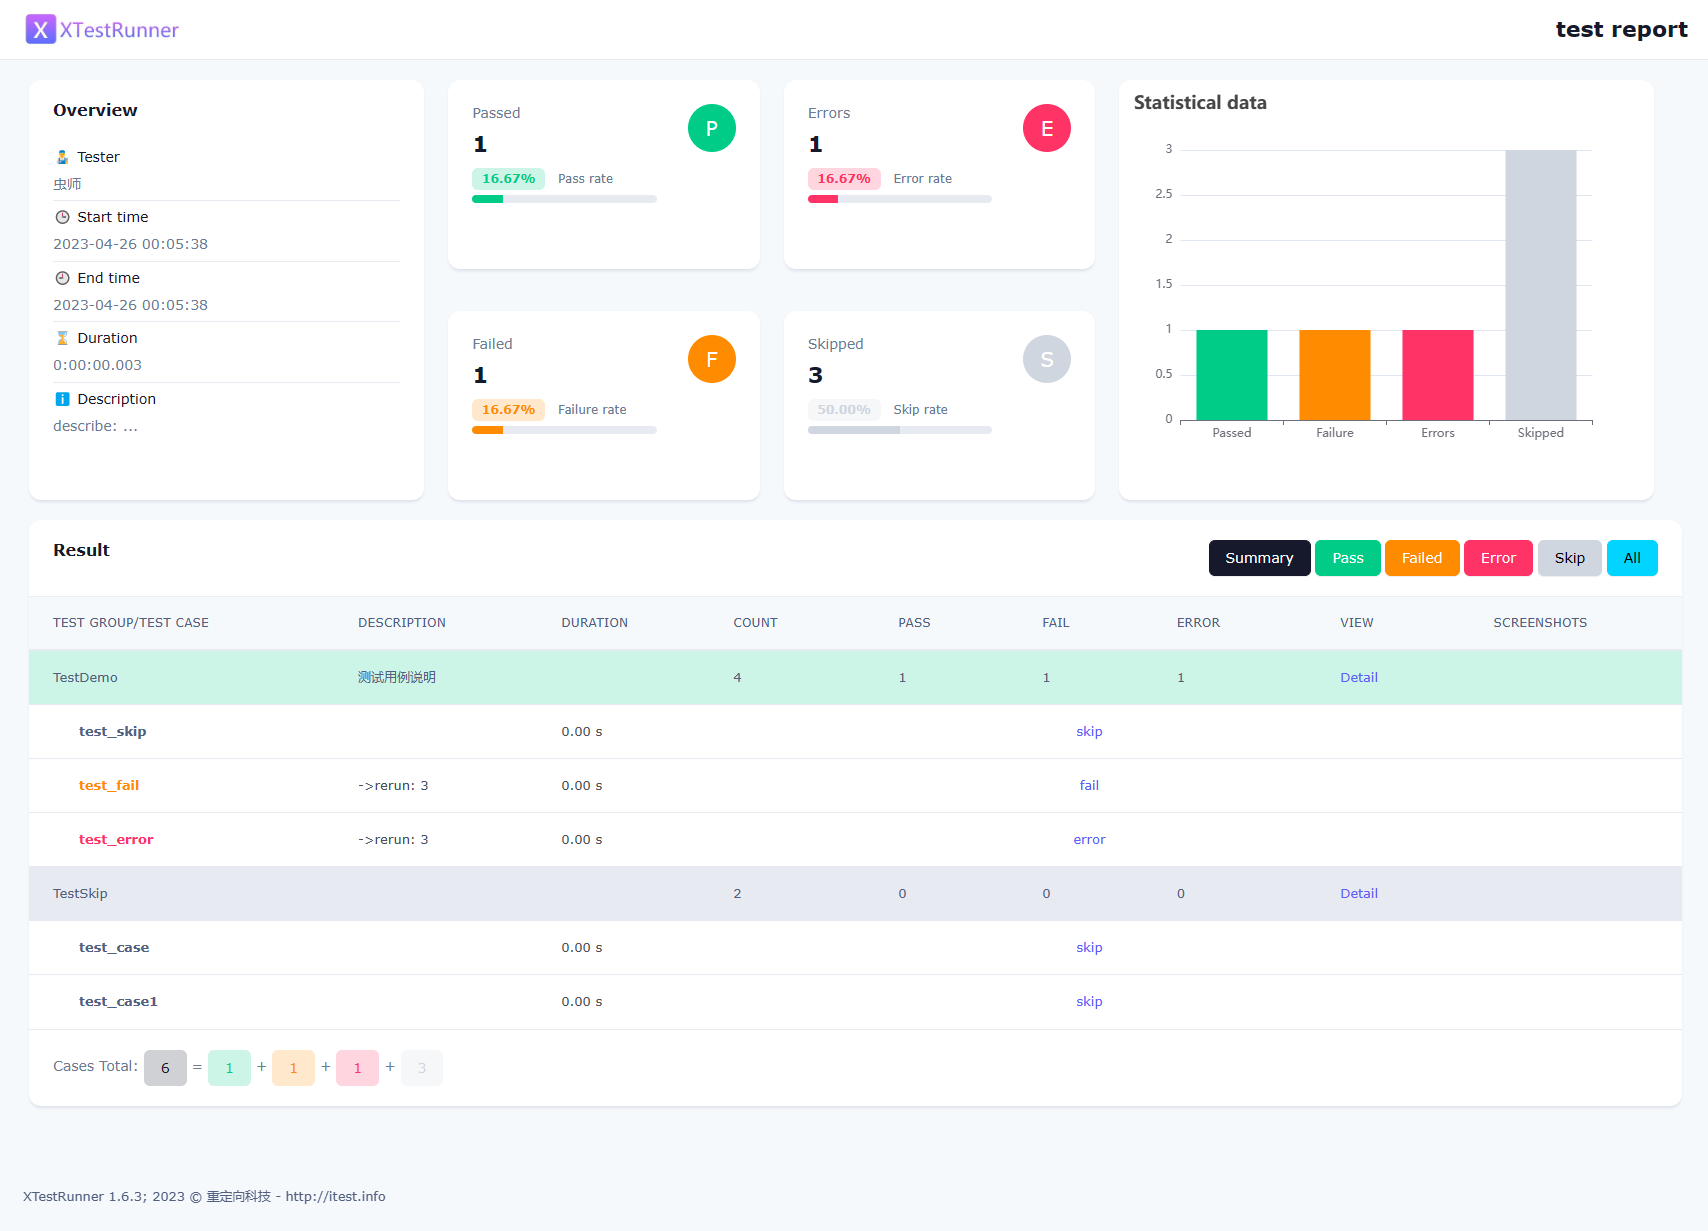 X XTestRunner
test report
Overview
Tester
虫师
Start time
2023-04-26 00:05:38
End time
2023-04-26 00:05:38
Duration
0:00:00.003
Description
describe: ...
Passed
1
P
16.67% Pass rate
Errors
1
E
16.67% Error rate
Failed
1
F
16.67% Failure rate
Skipped
3
S
50.00% Skip rate
Statistical data
3
2.5
2
1.5
1
0.5
0
Passed Failure Errors Skipped
Result
Summary Pass Failed Error Skip All
TEST GROUP/TEST CASE DESCRIPTION DURATION COUNT PASS FAIL ERROR VIEW SCREENSHOTS
TestDemo 测试用例说明 4 1 1 1 Detail
test_skip 0.00 s skip
test_fail ->rerun: 3 0.00 s fail
test_error ->rerun: 3 0.00 s error
TestSkip 2 0 0 0 Detail
test_case 0.00 s skip
test_case1 0.00 s skip
Cases Total: 6 = 1 + 1 + 1 + 3
XTestRunner 1.6.3; 2023 © 重定向科技 - http://itest.info